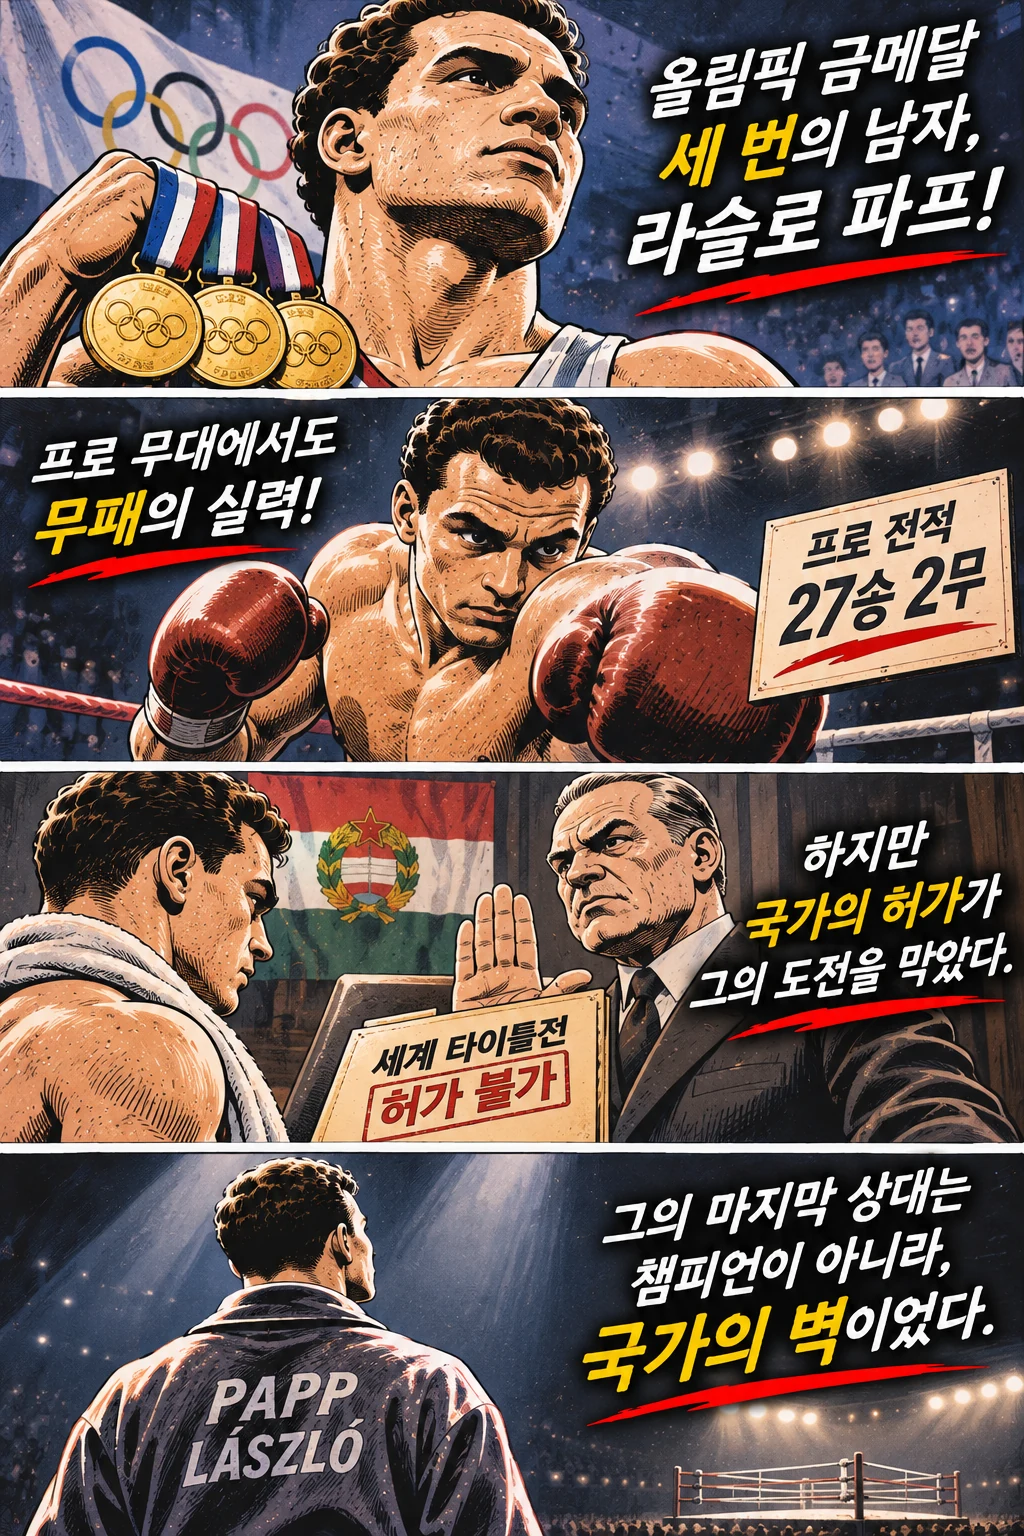 올림픽 금메달
세 번의 남자,
라슬로 파프!
프로 무대에서도
무패의 실력!
프로 전적
27승 2무
하지만
국가의 허가가
그의 도전을 막았다.
세계 타이틀전
허가 불가
그의 마지막 상대는
챔피언이 아니라,
국가의 벽이었다.
PAPP
LÁSZLÓ